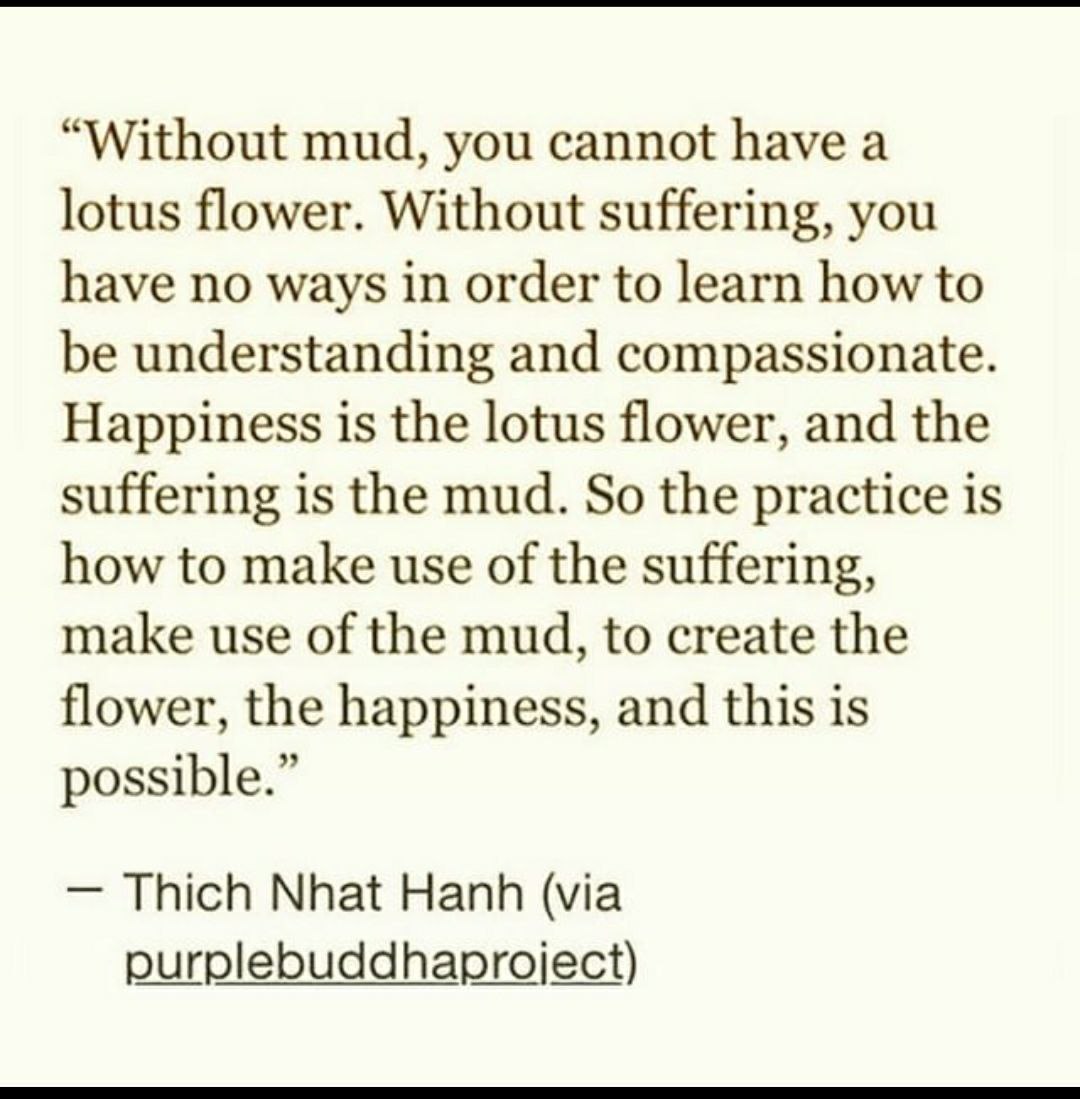 “Without mud, you cannot have a
lotus flower. Without suffering, you
have no ways in order to learn how to
be understanding and compassionate.
Happiness is the lotus flower, and the
suffering is the mud. So the practice is
how to make use of the suffering,
make use of the mud, to create the
flower, the happiness, and this is
possible.”
— Thich Nhat Hanh (via
purplebuddhaproject)